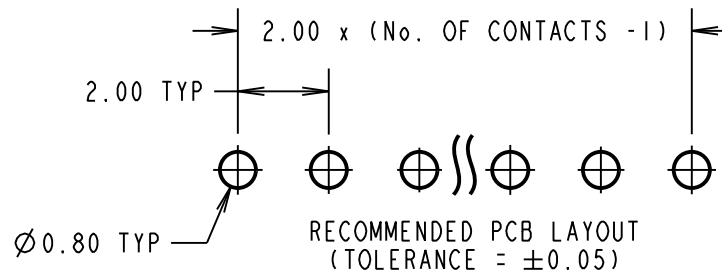 2.00 x (No. OF CONTACTS -1)
2.00 TYP
Ø0.80 TYP
RECOMMENDED PCB LAYOUT
(TOLERANCE = ±0.05)